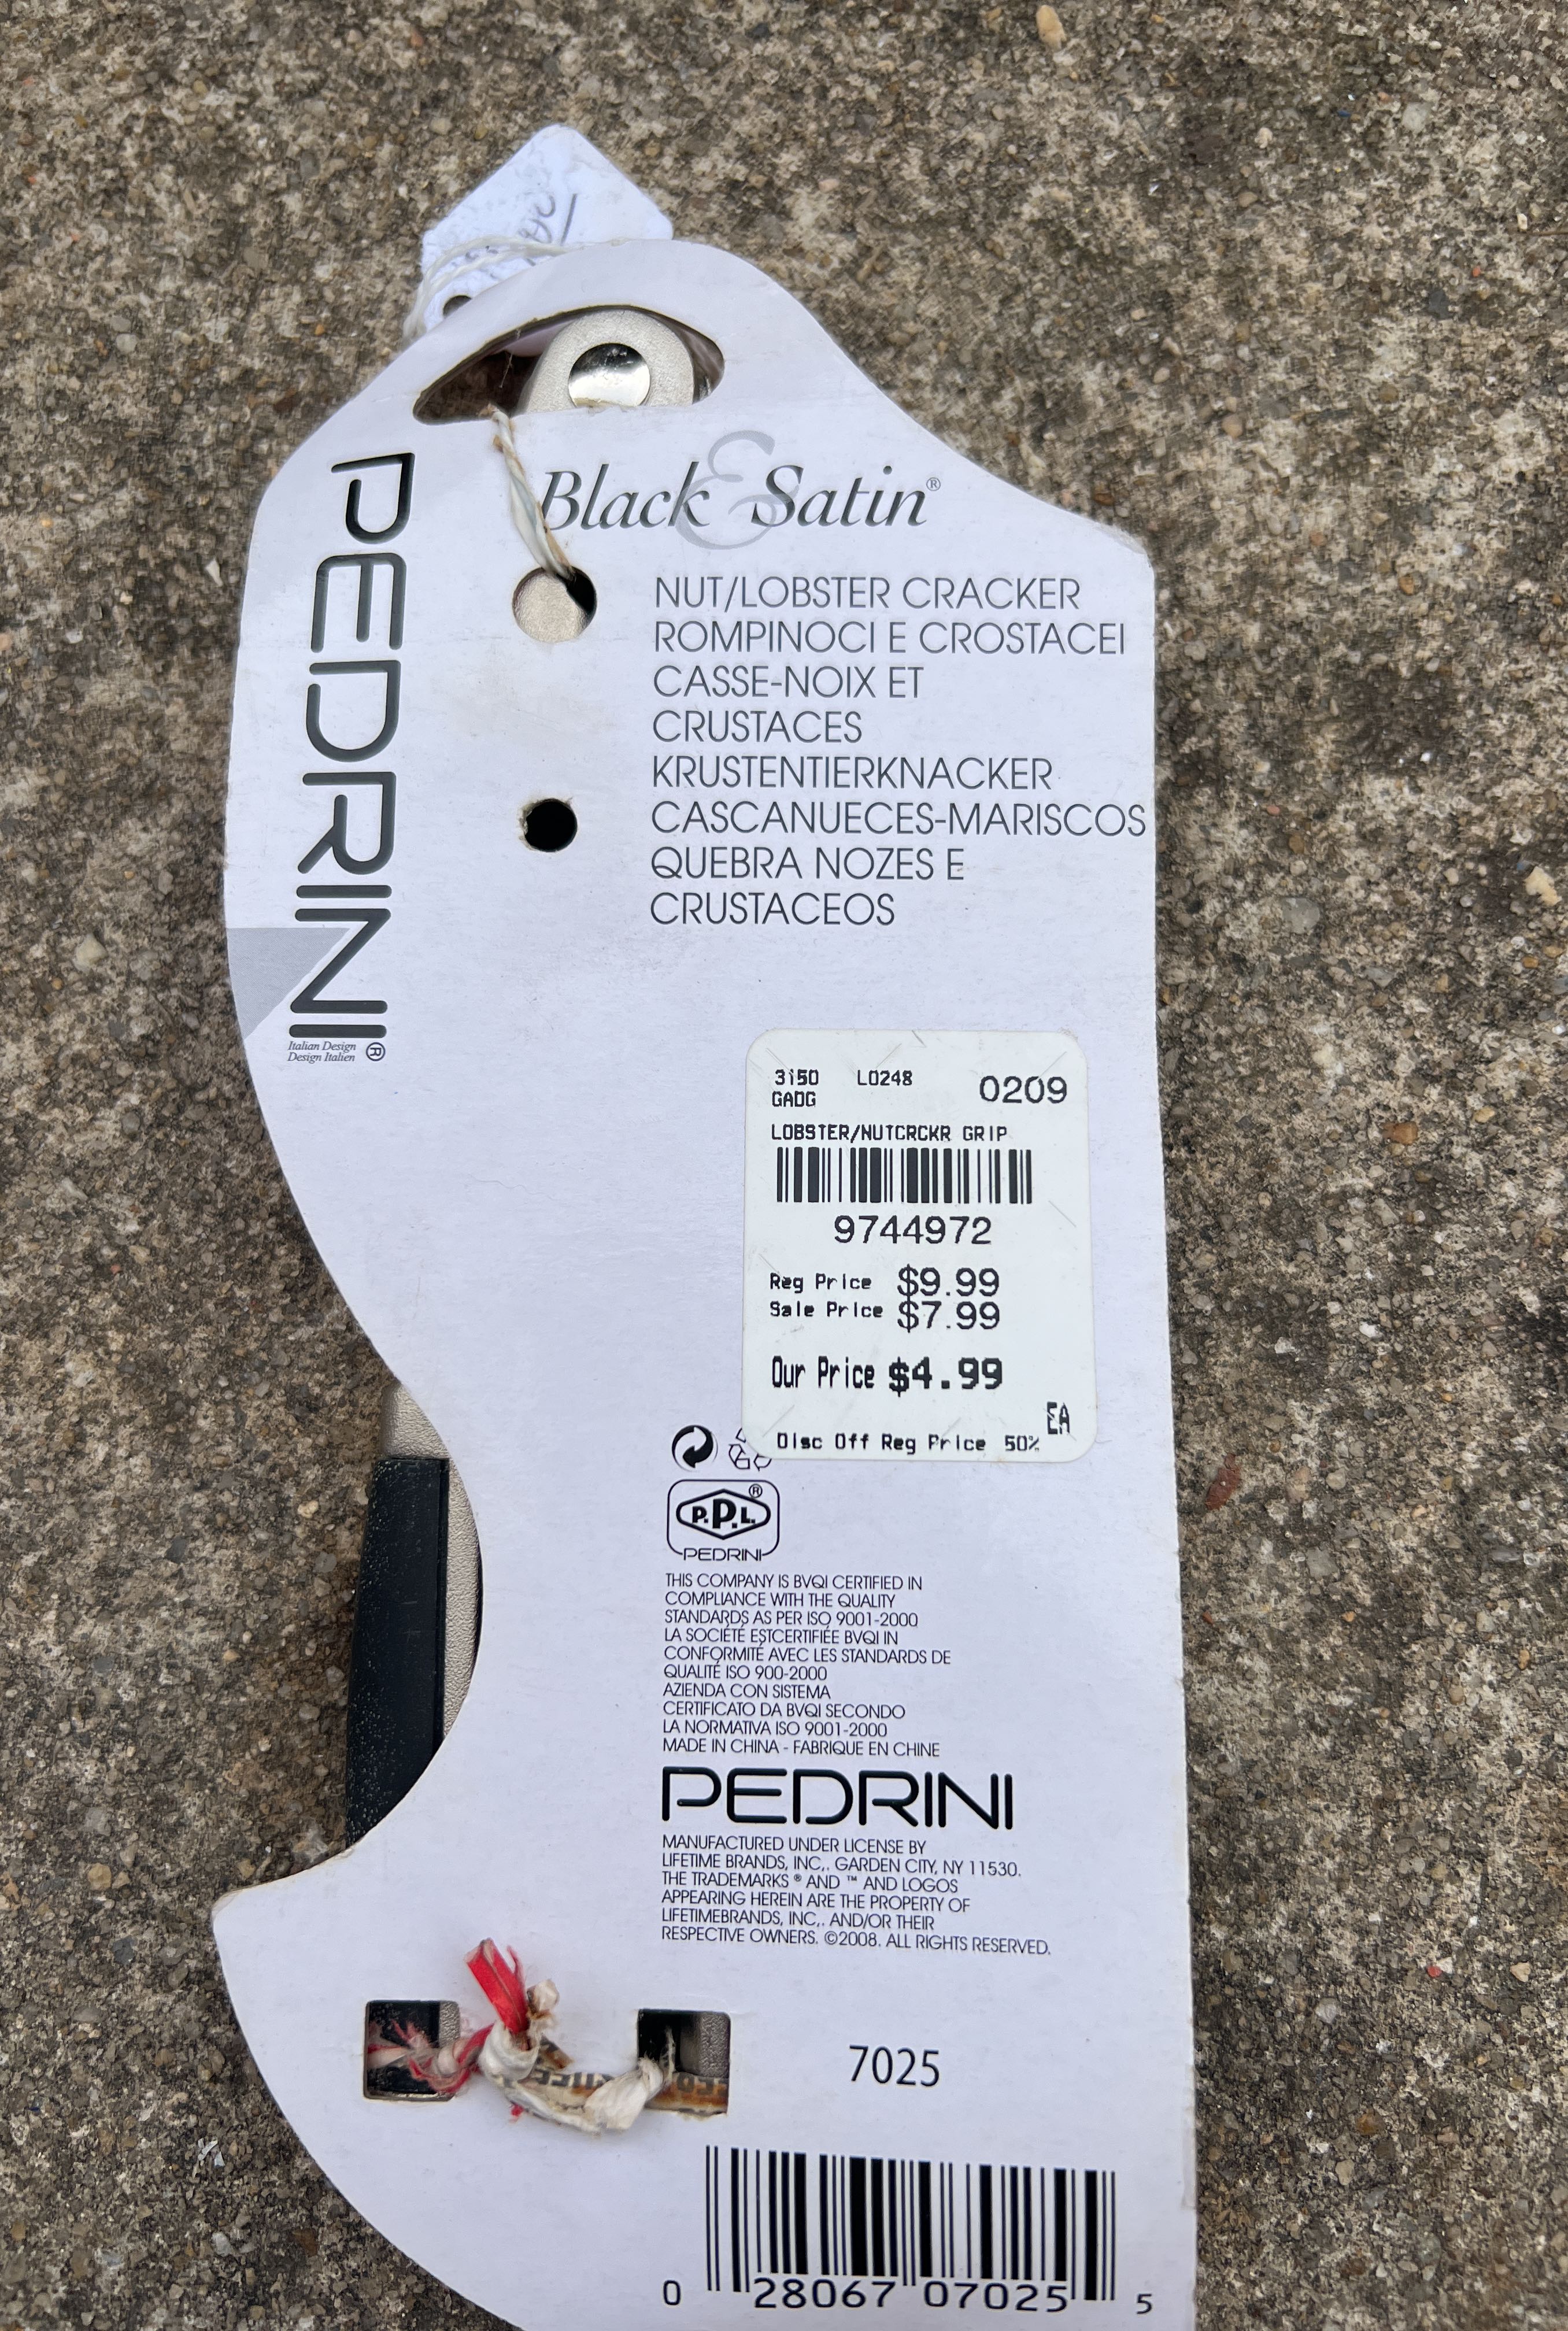 Black & Satin®
PEDRINI®
Italian Design
Design Italien
NUT/LOBSTER CRACKER
ROMPINOCI E CROSTACEI
CASSE-NOIX ET
CRUSTACES
KRUSTENTIERKNACKER
CASCANUECES-MARISCOS
QUEBRA NOZES E
CRUSTACEOS
3150 L0248 0209
GADG
LOBSTER/NUTCRCKR GRIP
9744972
Reg Price $9.99
Sale Price $7.99
Our Price $4.99
EA
Disc Off Reg Price 50%
P.P.L. ®
PEDRINI
THIS COMPANY IS BVQI CERTIFIED IN
COMPLIANCE WITH THE QUALITY
STANDARDS AS PER ISO 9001-2000
LA SOCIÉTÉ ESTCERTIFIÉE BVQI IN
CONFORMITÉ AVEC LES STANDARDS DE
QUALITÉ ISO 900-2000
AZIENDA CON SISTEMA
CERTIFICATO DA BVQI SECONDO
LA NORMATIVA ISO 9001-2000
MADE IN CHINA - FABRIQUE EN CHINE
PEDRINI
MANUFACTURED UNDER LICENSE BY
LIFETIME BRANDS, INC,. GARDEN CITY, NY 11530.
THE TRADEMARKS ® AND ™ AND LOGOS
APPEARING HEREIN ARE THE PROPERTY OF
LIFETIMEBRANDS, INC,. AND/OR THEIR
RESPECTIVE OWNERS. ©2008. ALL RIGHTS RESERVED.
7025
0 28067 07025 5